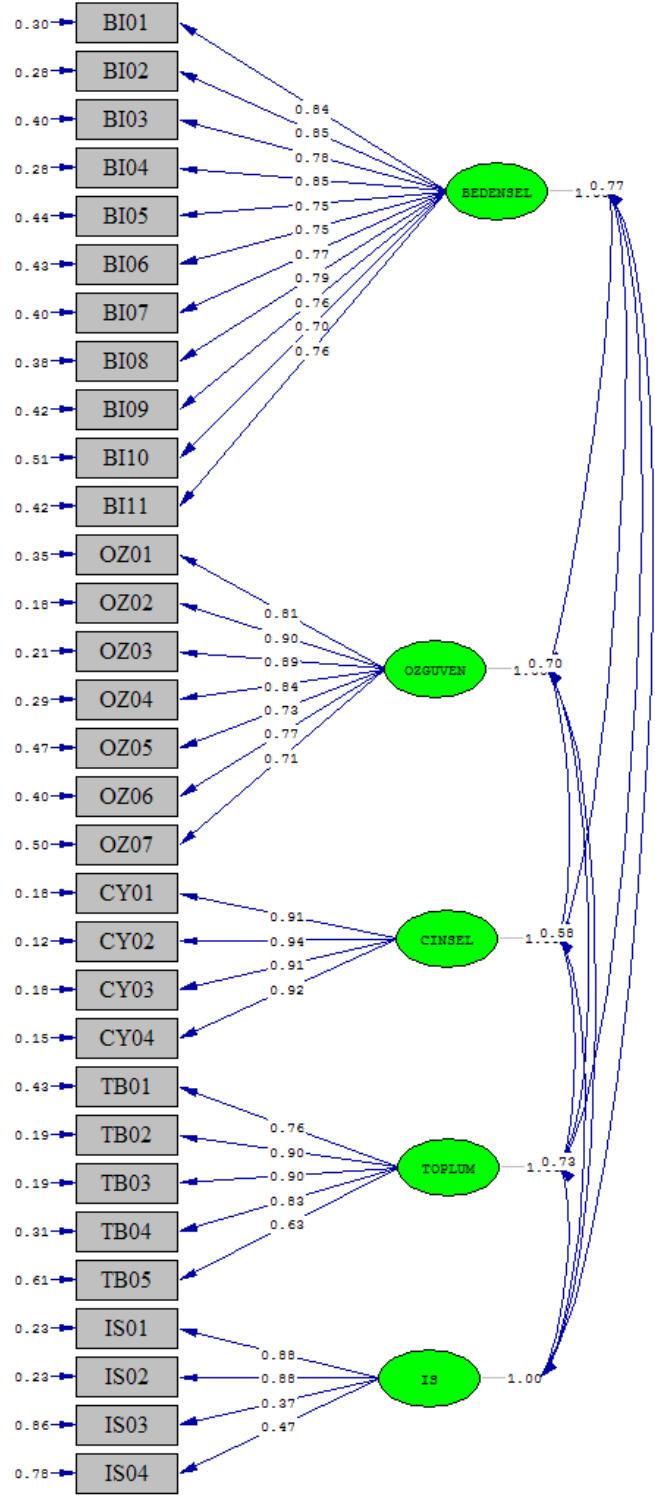 0.30 BI01
0.28 BI02
0.40 BI03
0.28 BI04
0.44 BI05
0.43 BI06
0.40 BI07
0.38 BI08
0.42 BI09
0.51 BI10
0.42 BI11
0.84
0.85
0.78
0.85
0.75
0.75
0.77
0.79
0.76
0.70
0.76
BEDENSEL
0.77
0.35 OZ01
0.18 OZ02
0.21 OZ03
0.29 OZ04
0.47 OZ05
0.40 OZ06
0.50 OZ07
0.81
0.90
0.89
0.84
0.73
0.77
0.71
OZGUVEN
0.70
0.18 CY01
0.12 CY02
0.18 CY03
0.15 CY04
0.91
0.94
0.91
0.92
CINSEL
0.58
0.43 TB01
0.19 TB02
0.19 TB03
0.31 TB04
0.61 TB05
0.76
0.90
0.90
0.83
0.63
TOPLUM
0.73
0.23 IS01
0.23 IS02
0.86 IS03
0.78 IS04
0.88
0.88
0.37
0.47
IS
1.00